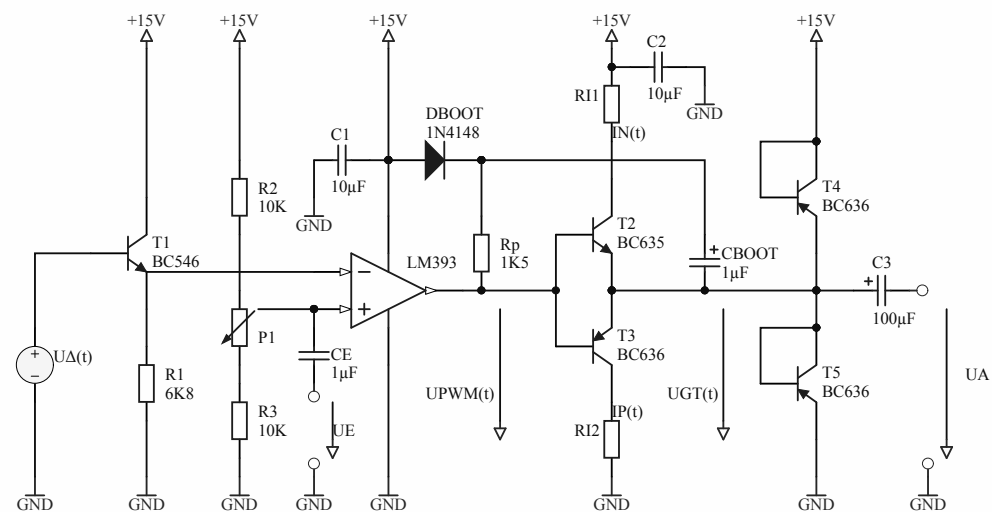 +15V
+15V
+15V
+15V
+15V
C2
10µF
GND
RI1
IN(t)
DBOOT
1N4148
C1
10µF
GND
R2
10K
T4
BC636
T1
BC546
T2
BC635
Rp
1K5
LM393
CBOOT
1µF
C3
100µF
P1
CE
1µF
T3
BC636
UΔ(t)
R1
6K8
T5
BC636
UPWM(t)
UGT(t)
UA
R3
10K
UE
IP(t)
RI2
GND
GND
GND
GND
GND
GND
GND
GND